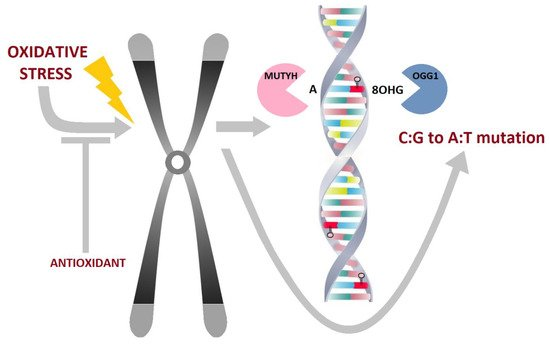 OXIDATIVE
STRESS
ANTIOXIDANT
MUTYH
A
8OHG
OGG1
C:G to A:T mutation